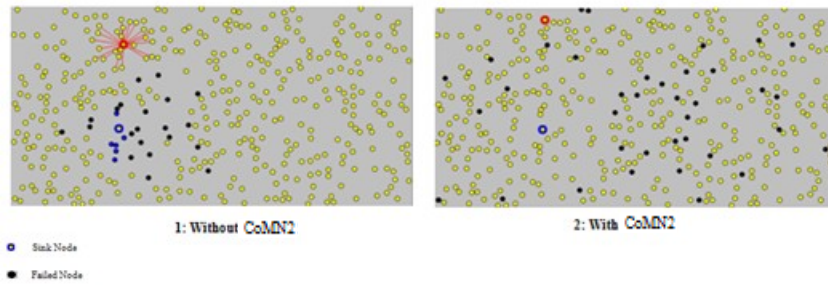 1: Without CoMN2
2: With CoMN2
Sink Node
Failed Node